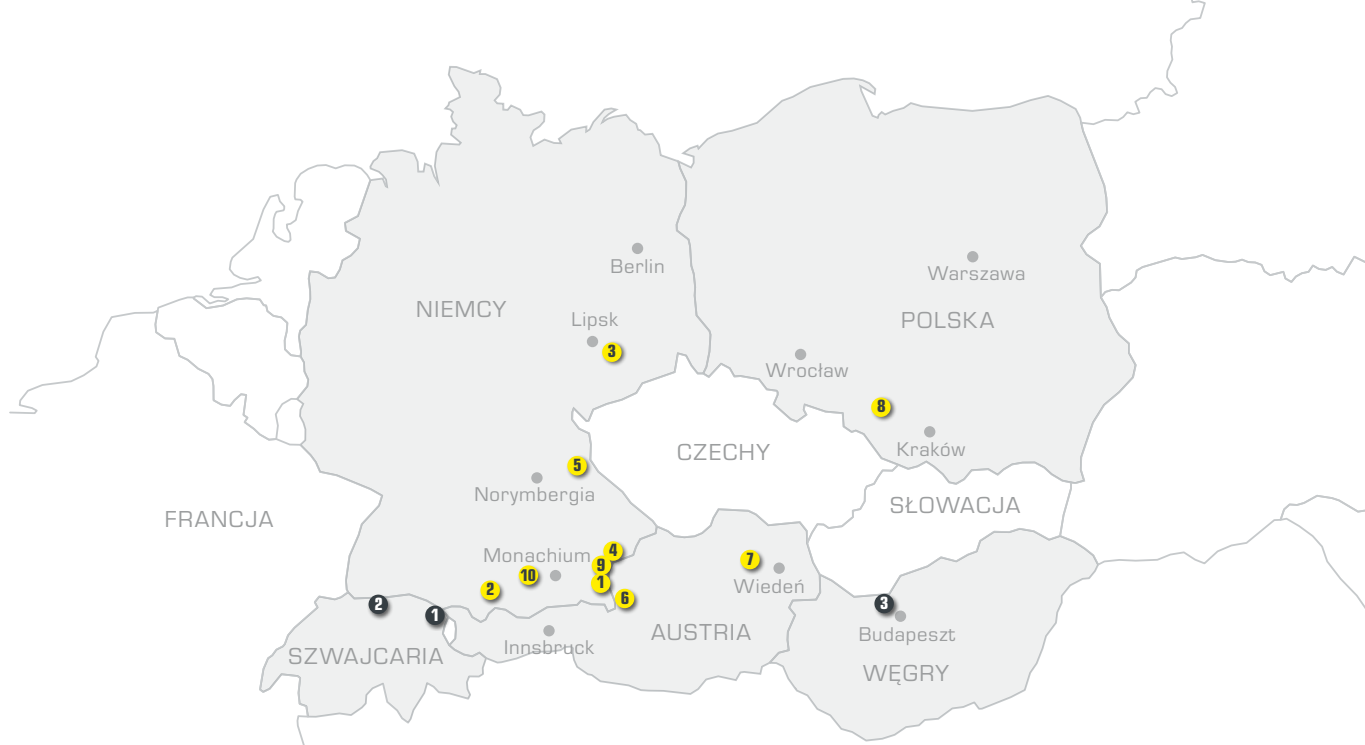 Berlin
Warszawa
NIEMCY
Lipsk
POLSKA
3
Wrocław
8
Kraków
CZECHY
5
Norymbergia
SŁOWACJA
FRANCJA
Monachium
4
9
7
10
1
2
Wiedeń
6
2
1
3
Budapeszt
AUSTRIA
Innsbruck
SZWAJCARIA
WĘGRY